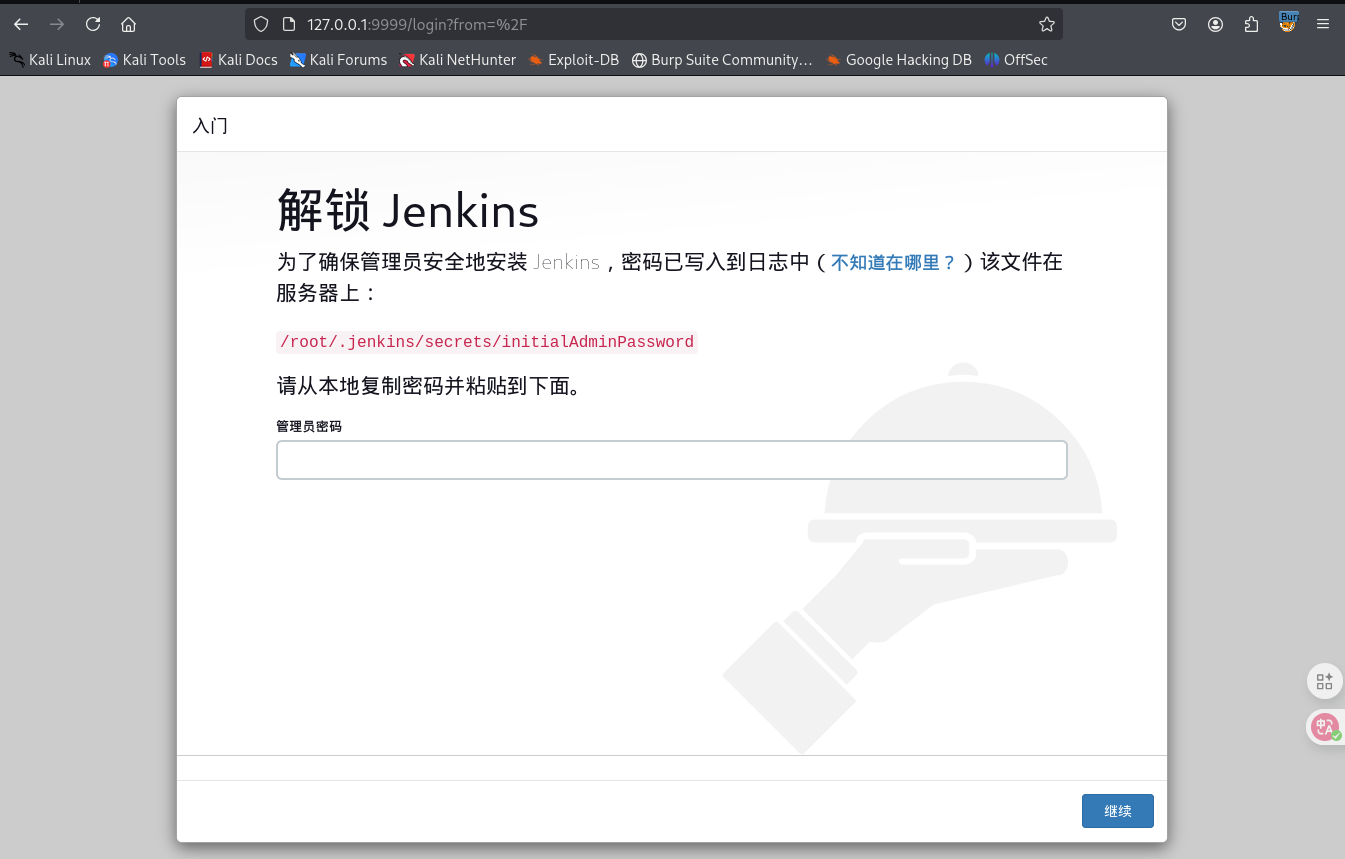 127.0.0.1:9999/login?from=%2F
Kali Linux Kali Tools Kali Docs Kali Forums Kali NetHunter Exploit-DB Burp Suite Community… Google Hacking DB OffSec
入门
解锁 Jenkins
为了确保管理员安全地安装 Jenkins，密码已写入到日志中（不知道在哪里？）该文件在
服务器上：
/root/.jenkins/secrets/initialAdminPassword
请从本地复制密码并粘贴到下面。
管理员密码
继续